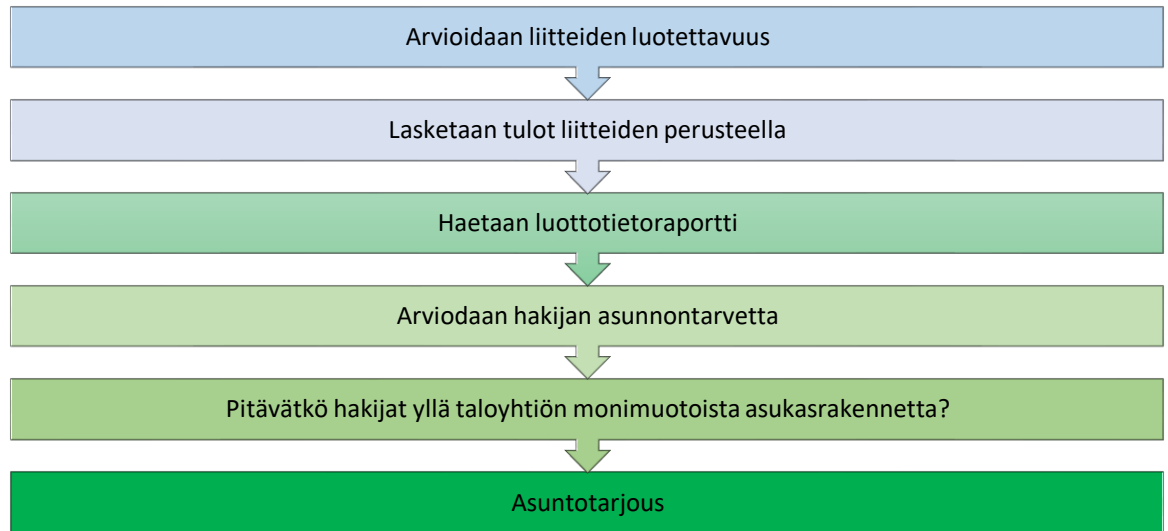 Arvioidaan liitteiden luotettavuus
Lasketaan tulot liitteiden perusteella
Haetaan luottotietoraportti
Arviodaan hakijan asunnontarvetta
Pitävätkö hakijat yllä taloyhtiön monimuotoista asukasrakennetta?
Asuntotarjous